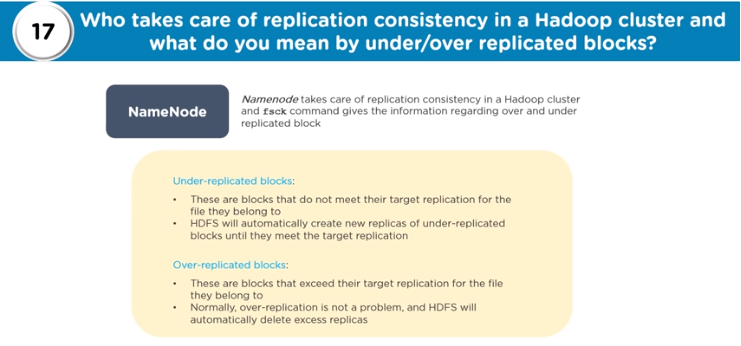 17
Who takes care of replication consistency in a Hadoop cluster and
what do you mean by under/over replicated blocks?
NameNode
Namenode takes care of replication consistency in a Hadoop cluster
and fsck command gives the information regarding over and under
replicated block
Under-replicated blocks:
• These are blocks that do not meet their target replication for the
file they belong to
• HDFS will automatically create new replicas of under-replicated
blocks until they meet the target replication
Over-replicated blocks:
• These are blocks that exceed their target replication for the file
they belong to
• Normally, over-replication is not a problem, and HDFS will
automatically delete excess replicas